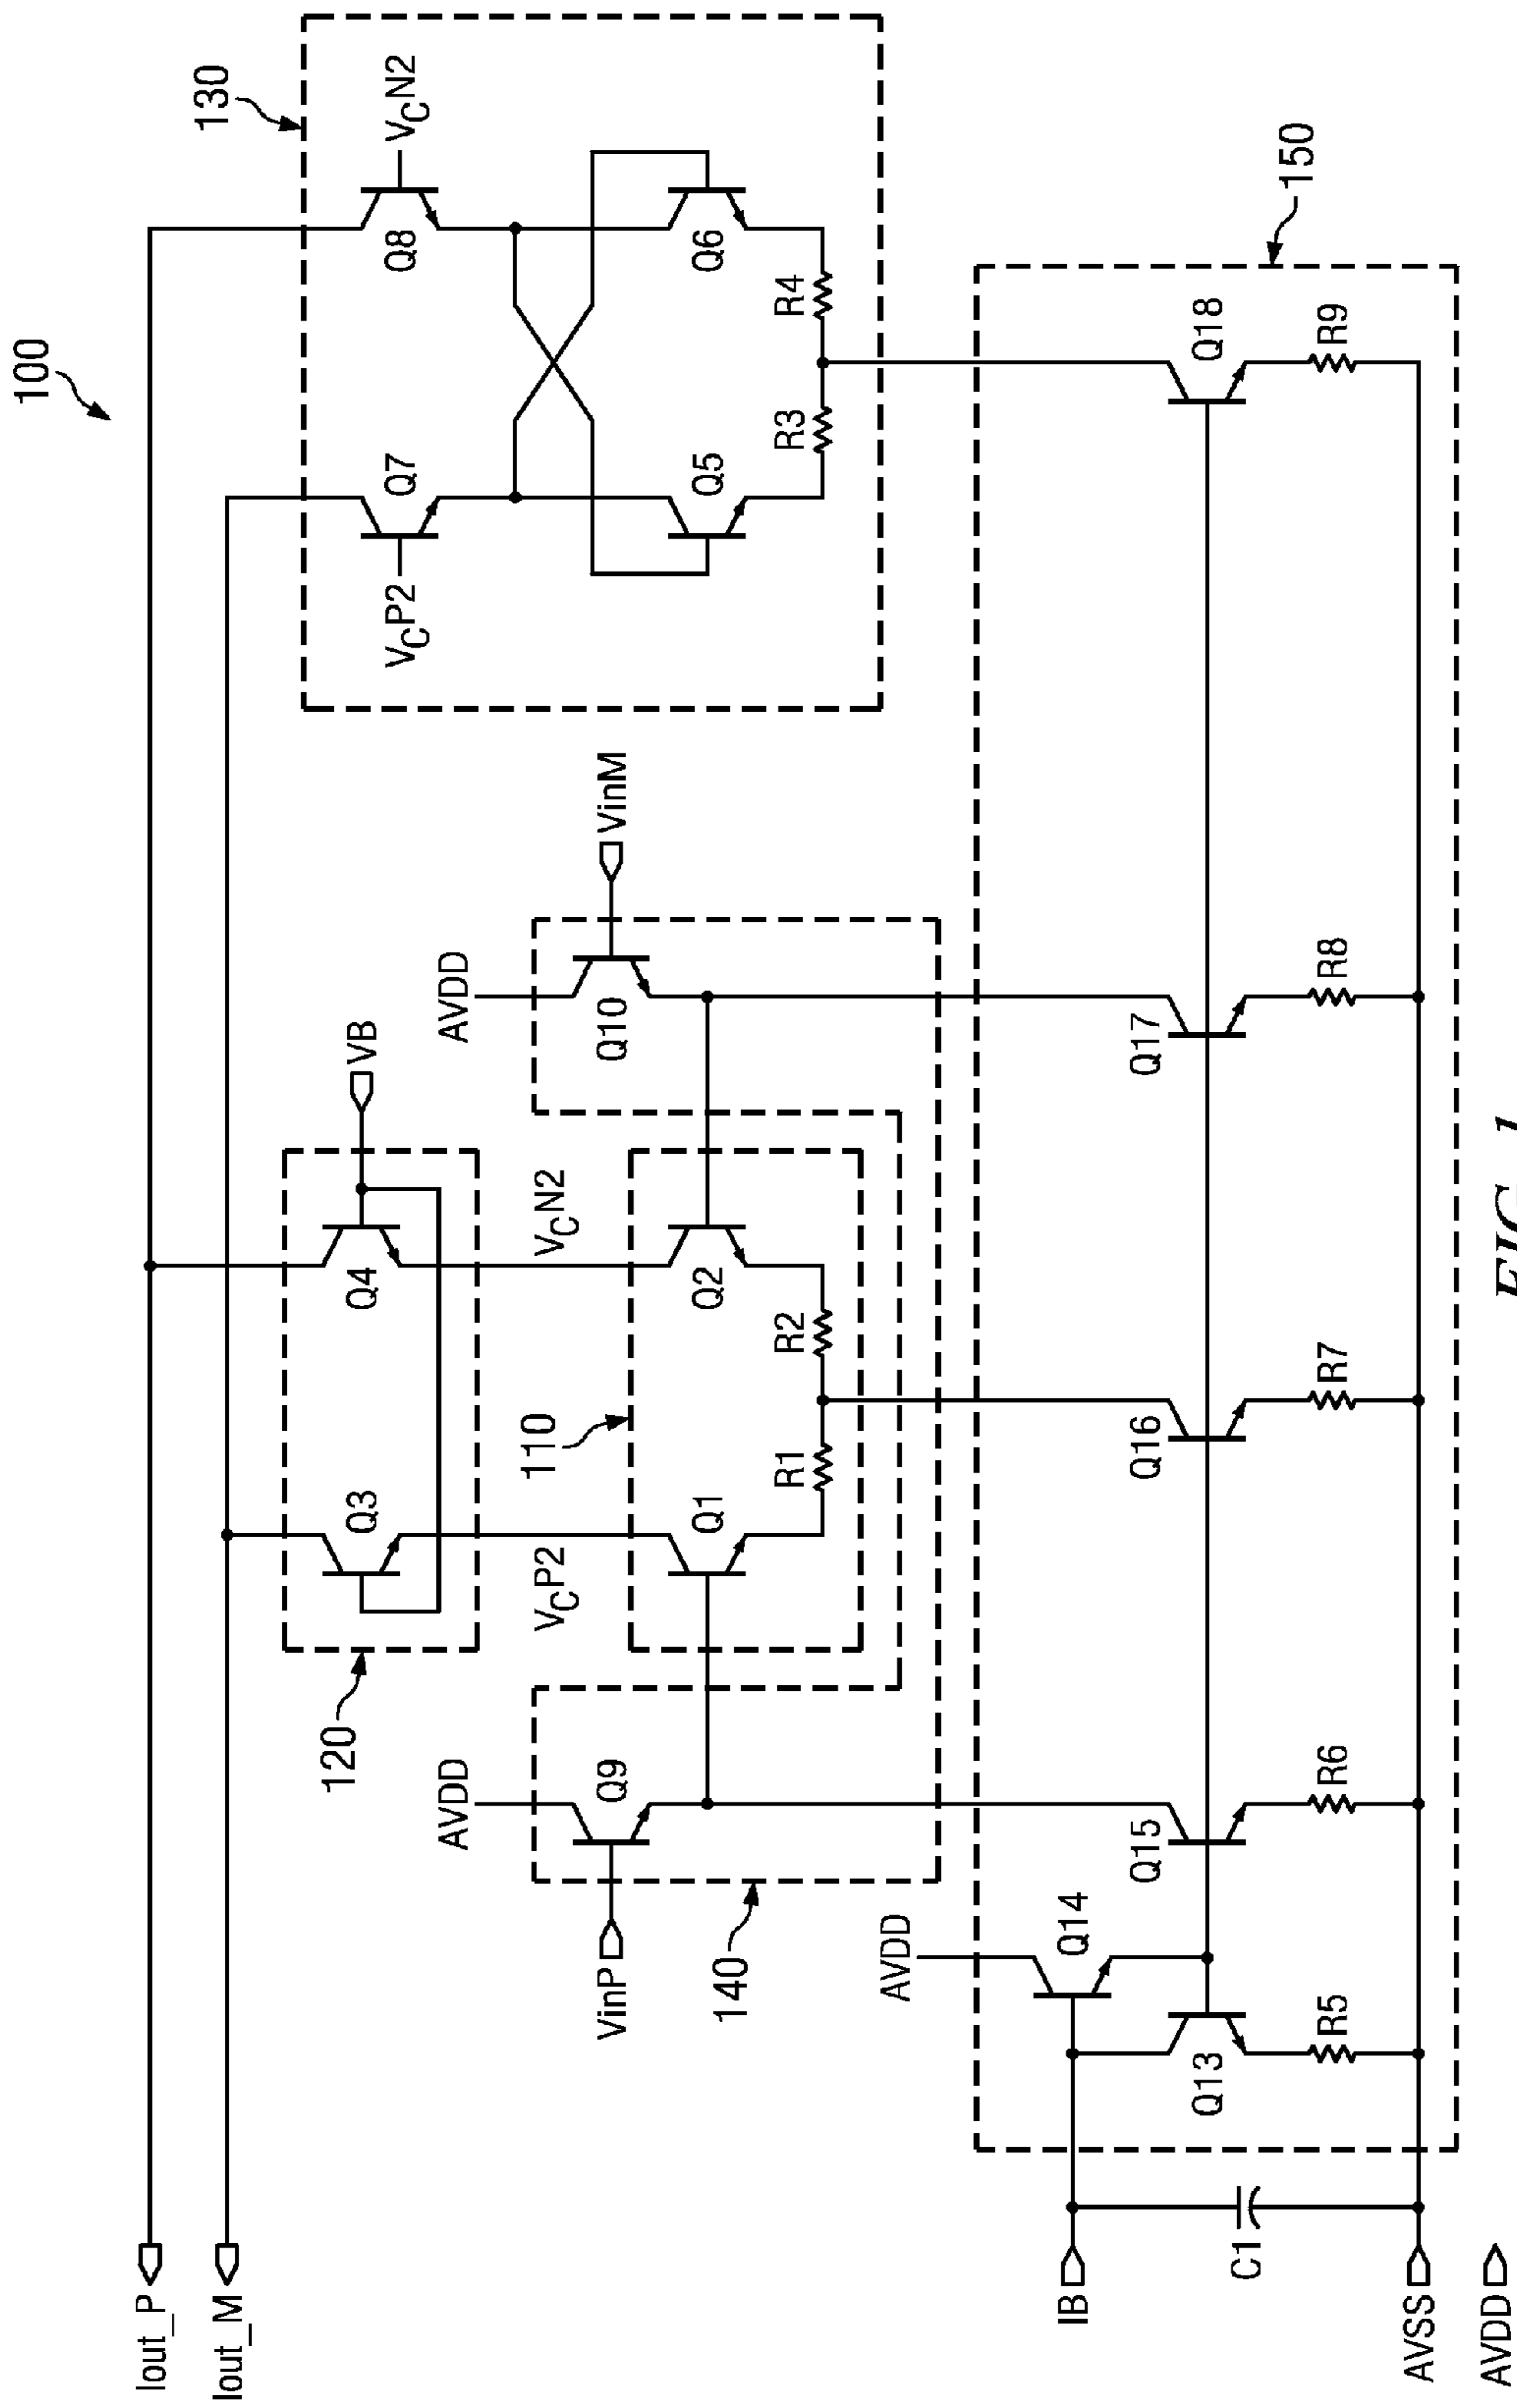 100
130
Iout_P
Iout_M
Q7
Q8
VCP2
VCN2
Q5
Q6
R3
R4
120
Q3
Q4
VB
AVDD
AVDD
VCP2
VCN2
110
VinP
Q9
Q10
VinM
Q1
Q2
R1
R2
140
AVDD
150
IB
Q14
Q13
Q15
Q16
Q17
Q18
C1
R5
R6
R7
R8
R9
AVSS
AVDD